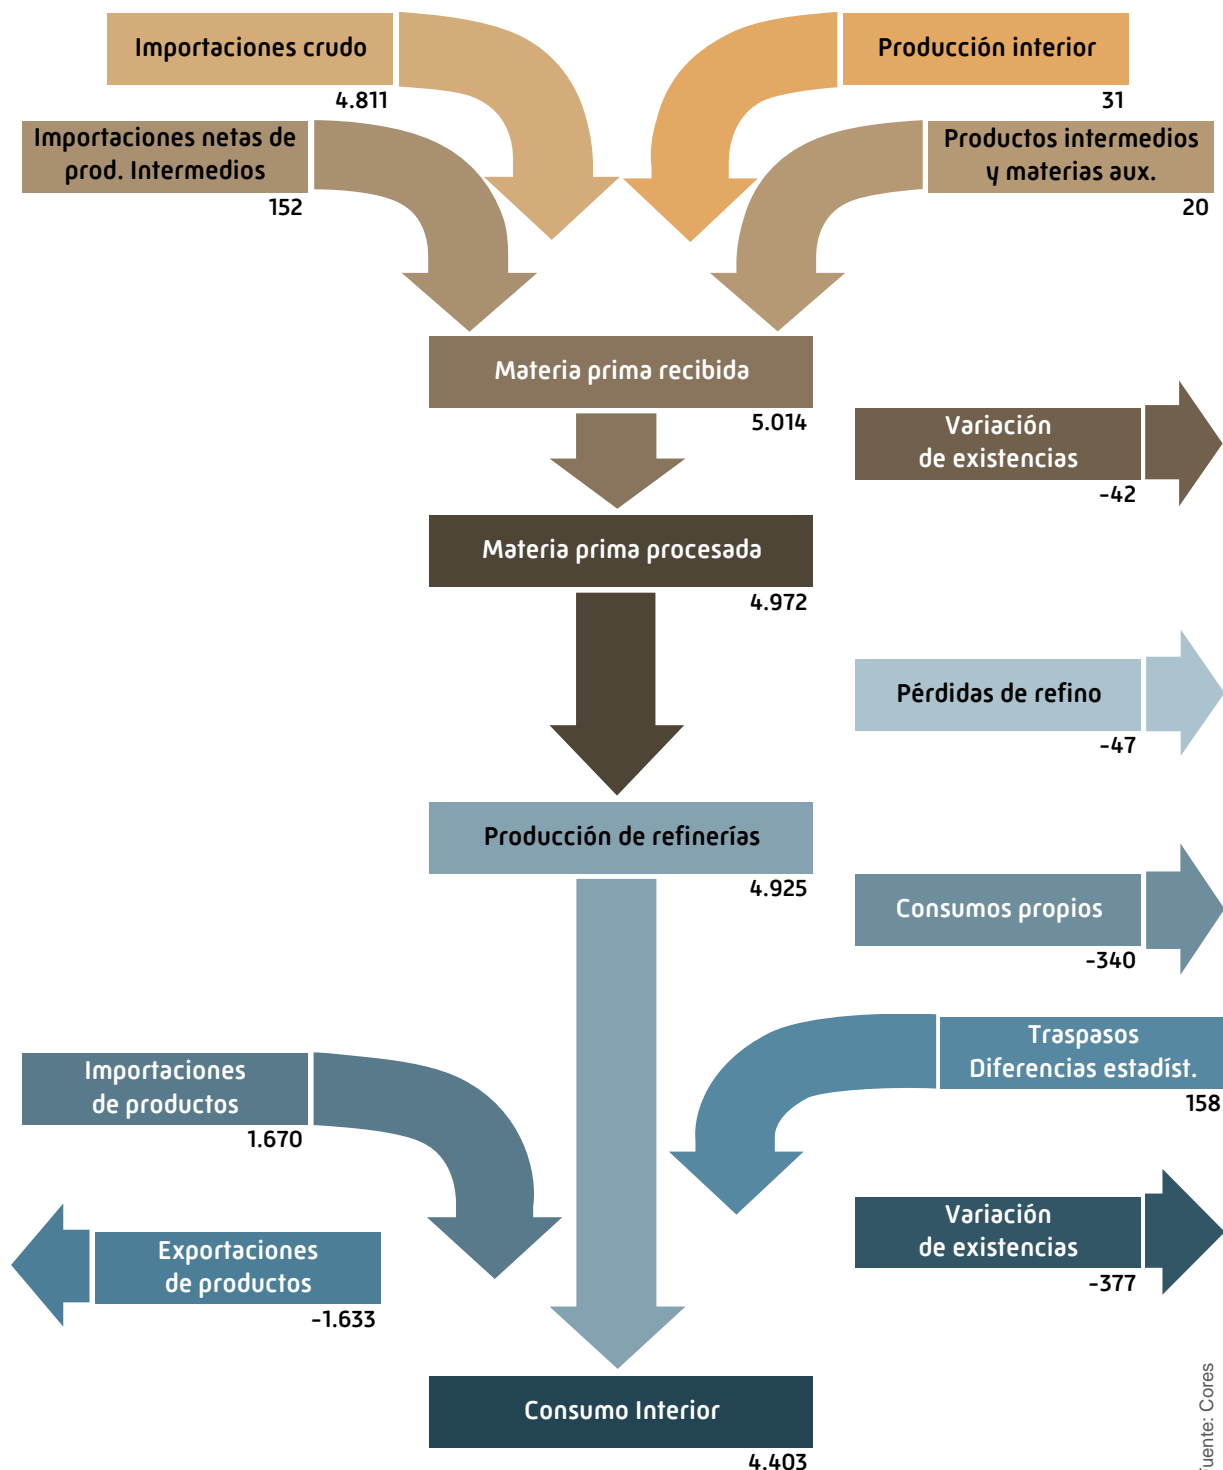 Importaciones crudo
4.811
Producción interior
31
Importaciones netas de
prod. Intermedios
152
Productos intermedios
y materias aux.
20
Materia prima recibida
5.014
Variación
de existencias
-42
Materia prima procesada
4.972
Pérdidas de refino
-47
Producción de refinerías
4.925
Consumos propios
-340
Traspasos
Diferencias estadíst.
158
Importaciones
de productos
1.670
Variación
de existencias
-377
Exportaciones
de productos
-1.633
Consumo Interior
4.403
Fuente: Cores